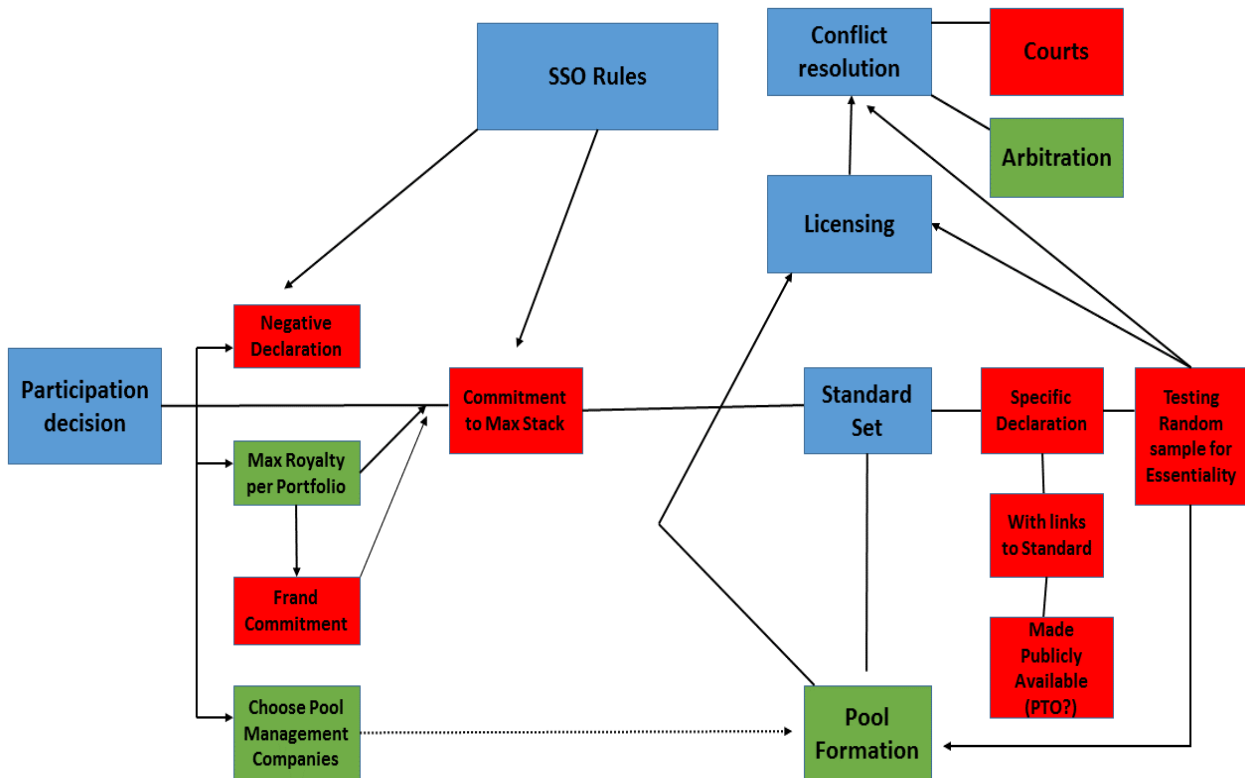 SSO Rules
Conflict
resolution
Courts
Arbitration
Licensing
Negative
Declaration
Participation
decision
Commitment
to Max Stack
Standard
Set
Specific
Declaration
Testing
Random
sample for
Essentiality
Max Royalty
per Portfolio
With links
to Standard
Frand
Commitment
Made
Publicly
Available
(PTO?)
Choose Pool
Management
Companies
Pool
Formation